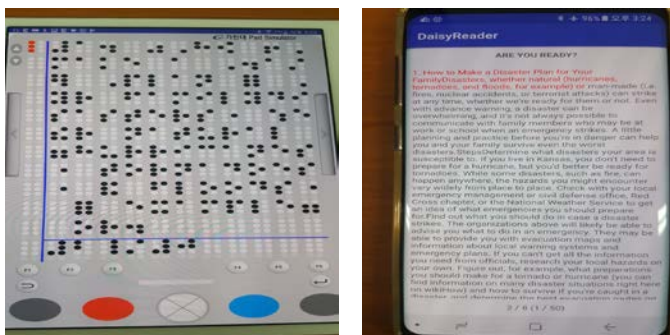 Pad Simulator
96% 3:24
DaisyReader
ARE YOU READY?
1. How to Make a Disaster Plan for Your
FamilyDisasters, whether natural (hurricanes,
tornadoes, and floods, for example) or man-made (i.e.
fires, nuclear accidents, or terrorist attacks) can strike
at any time, whether we're ready for them or not. Even
with advance warning, a disaster can be
overwhelming, and it's not always possible to
communicate with family members who may be at
work or school when an emergency strikes. A little
planning and practice before you're in danger can help
you and your family survive even the worst
disasters.StepsDetermine what disasters your area is
susceptible to. If you live in Kansas, you don't need to
prepare for a hurricane, but you'd better be ready for
tornadoes. While some disasters, such as fire, can
happen anywhere, the hazards you might encounter
vary widely from place to place. Check with your local
emergency management or civil defense office, Red
Cross chapter, or the National Weather Service to get
an idea of what emergencies you should prepare
for.Find out what you should do in case a disaster
strikes. The organizations above will likely be able to
advise you what to do in an emergency. They may be
able to provide you with evacuation maps and
information about local warning systems and
emergency plans. If you can't get all the information
you need from officials, research your local hazards on
your own. Figure out, for example, what preparations
you should make for a tornado or hurricane (you can
find information on many disaster situations right here
on wikiHow) and how to survive if you're caught in a
disaster and determine the best evacuation routes out
2 / 6 (1 / 50)